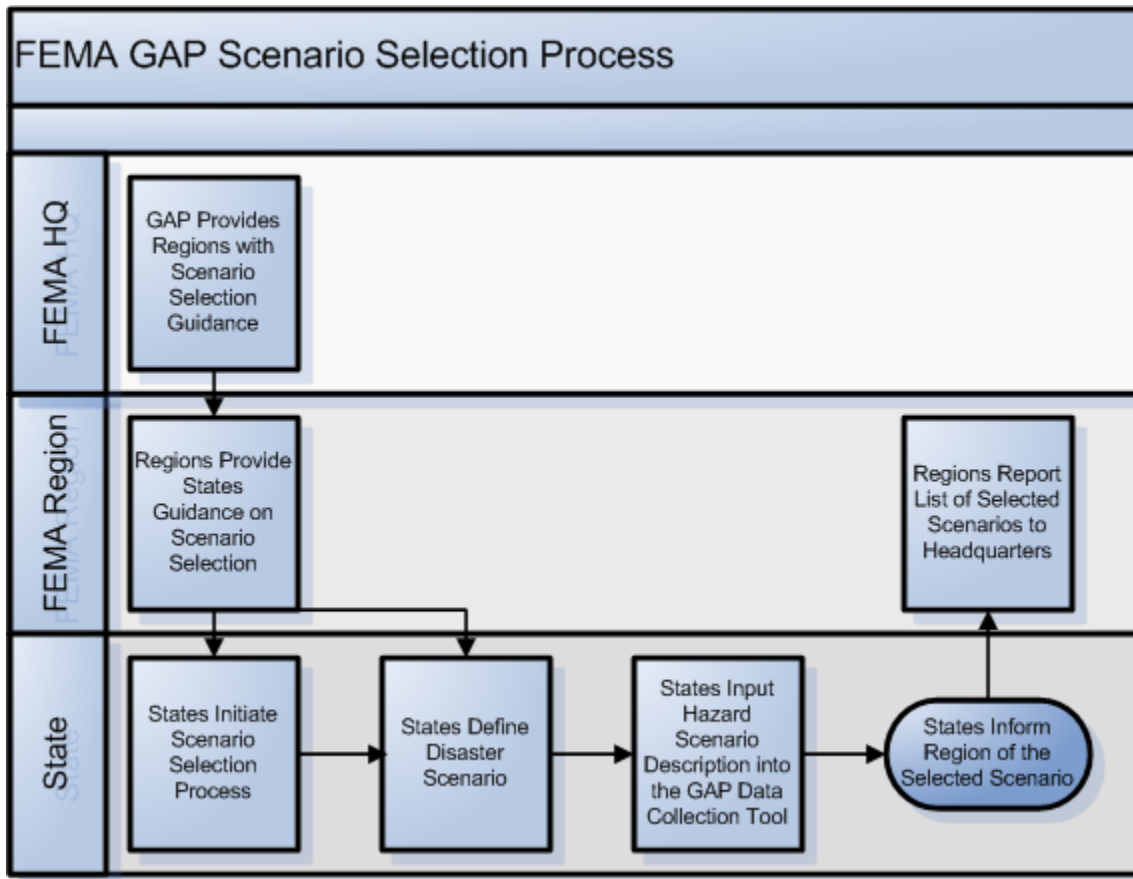 FEMA GAP Scenario Selection Process
FEMA HQ
GAP Provides
Regions with
Scenario
Selection
Guidance
FEMA Region
Regions Provide
States
Guidance on
Scenario
Selection
Regions Report
List of Selected
Scenarios to
Headquarters
State
States Initiate
Scenario
Selection
Process
States Define
Disaster
Scenario
States Input
Hazard
Scenario
Description into
the GAP Data
Collection Tool
States Inform
Region of the
Selected Scenario